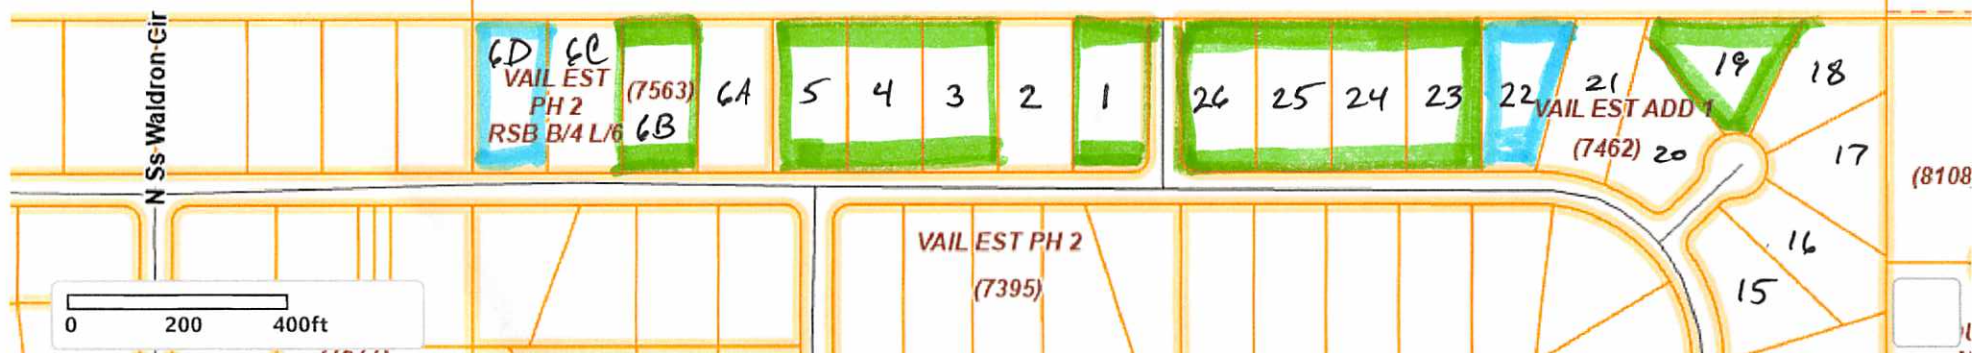 N Ss Waldron Cir
6D
6C
VAIL EST
PH 2
RSB B/4 L/6
(7563)
6B
6A
5
4
3
2
1
26
25
24
23
22
21
VAIL EST ADD 1
(7462)
20
19
18
17
16
15
(8108
VAIL EST PH 2
(7395)
0 200 400ft